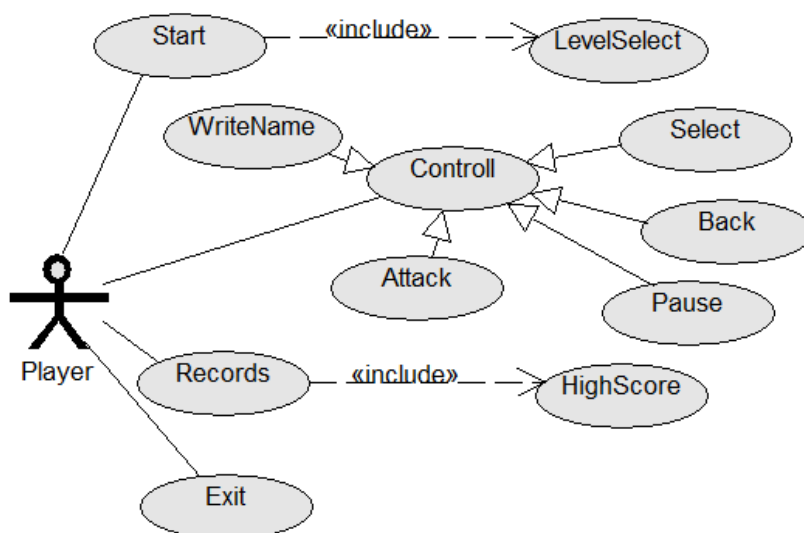 Start
«include»
LevelSelect
WriteName
Select
Controll
Back
Attack
Pause
Player
Records
«include»
HighScore
Exit